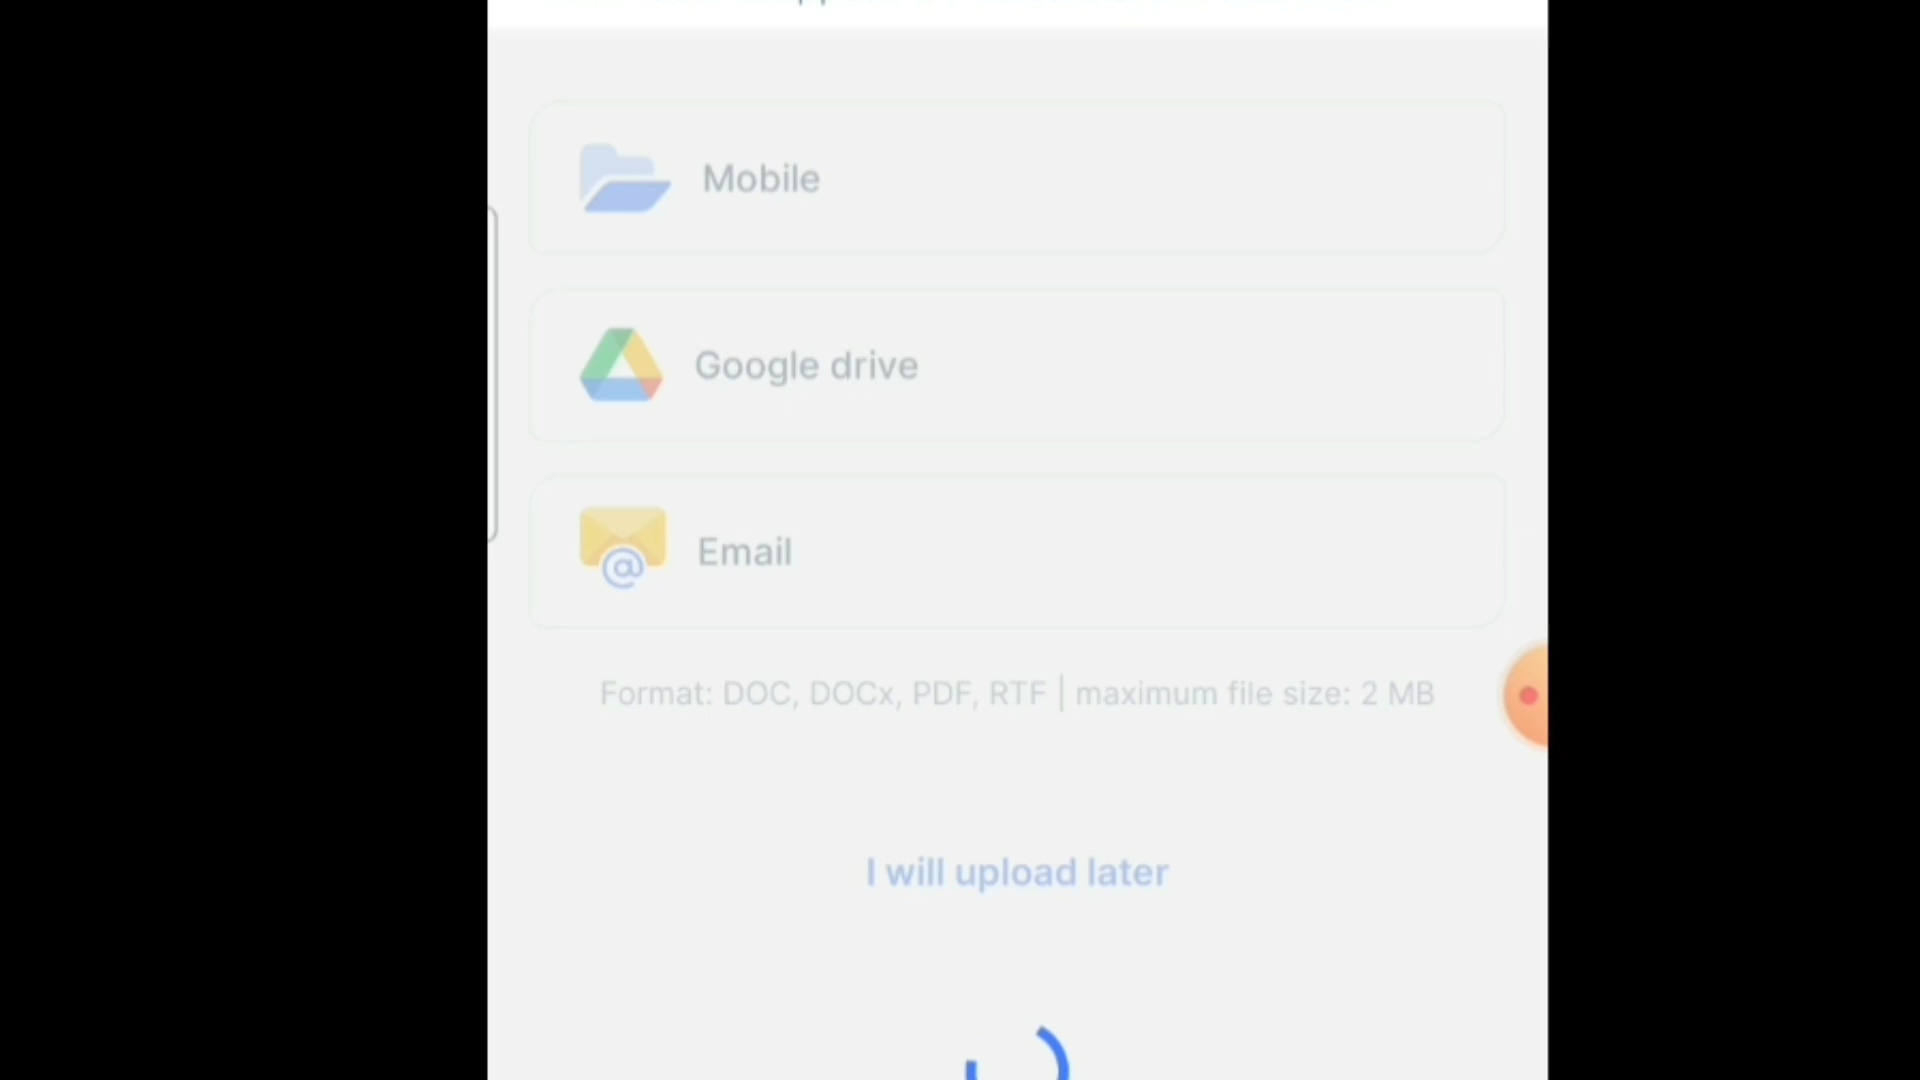 Mobile
Google drive
@
Email
Format: DOC, DOCx, PDF, RTF | maximum file size: 2 MB
I will upload later